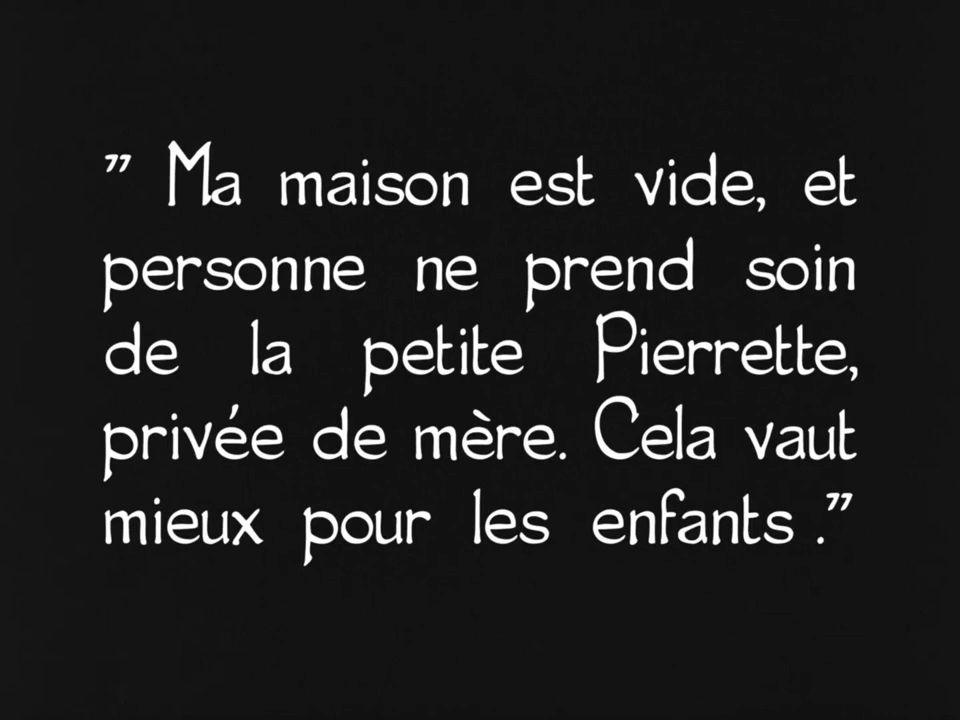 ” Ma maison est vide, et
personne ne prend soin
de la petite Pierrette,
privée de mère. Cela vaut
mieux pour les enfants .”